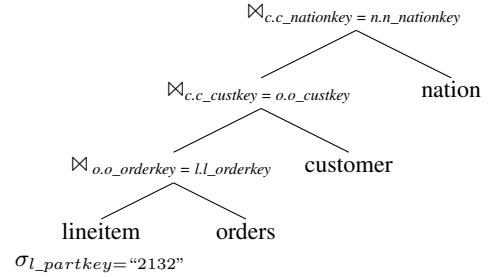 ⋈c.c_nationkey = n.n_nationkey
⋈c.c_custkey = o.o_custkey
nation
⋈o.o_orderkey = l.l_orderkey
customer
lineitem
orders
σl_partkey=“2132”